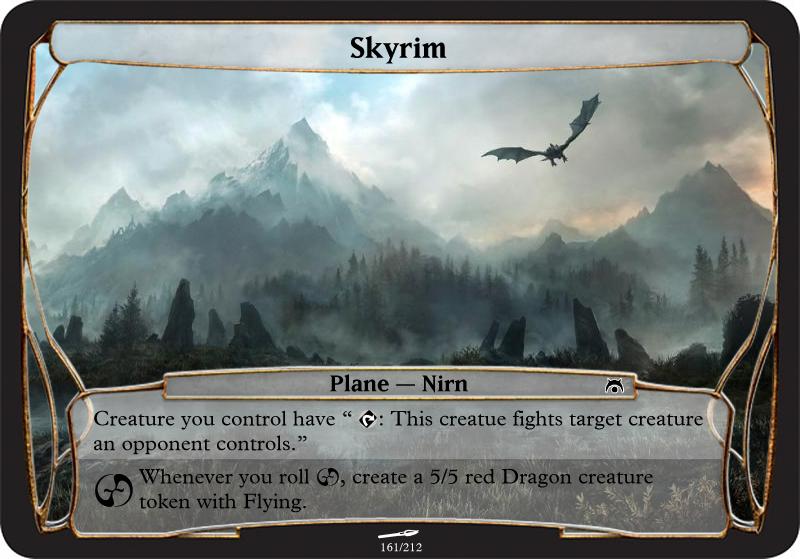 Skyrim
Plane — Nirn
Creature you control have “ : This creatue fights target creature
an opponent controls.”
Whenever you roll , create a 5/5 red Dragon creature
token with Flying.
161/212